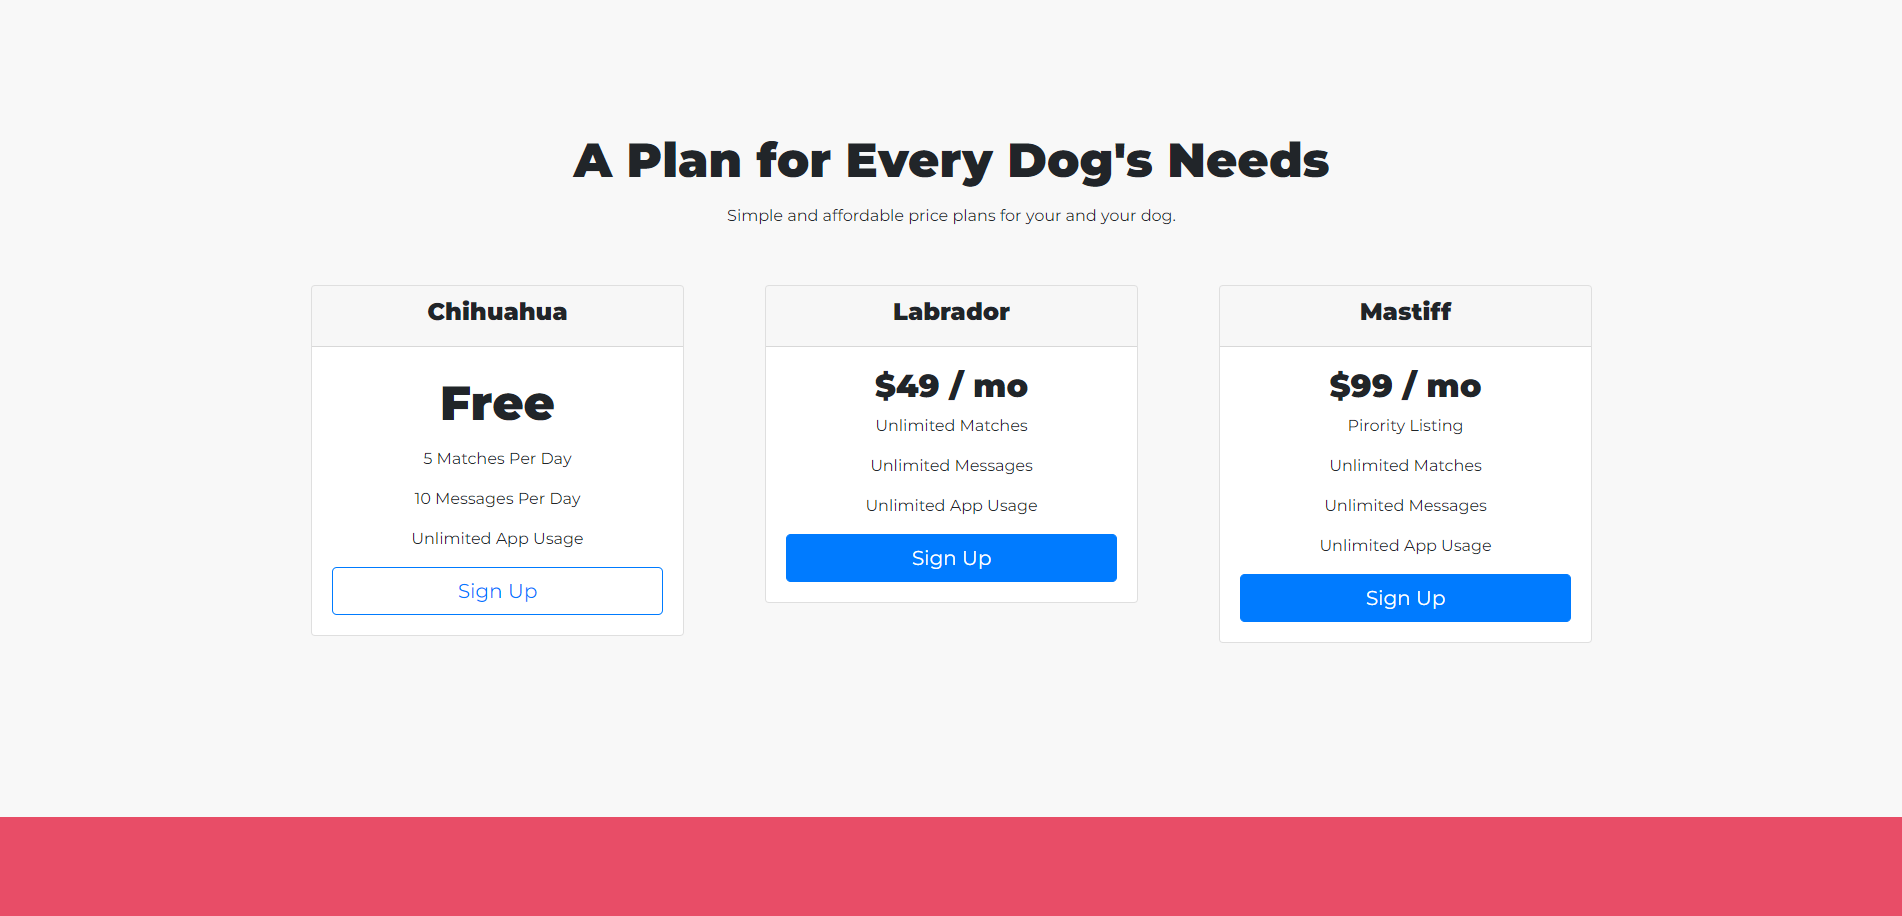 A Plan for Every Dog's Needs
Simple and affordable price plans for your and your dog.
Chihuahua
Free
5 Matches Per Day
10 Messages Per Day
Unlimited App Usage
Sign Up
Labrador
$49 / mo
Unlimited Matches
Unlimited Messages
Unlimited App Usage
Sign Up
Mastiff
$99 / mo
Pirority Listing
Unlimited Matches
Unlimited Messages
Unlimited App Usage
Sign Up